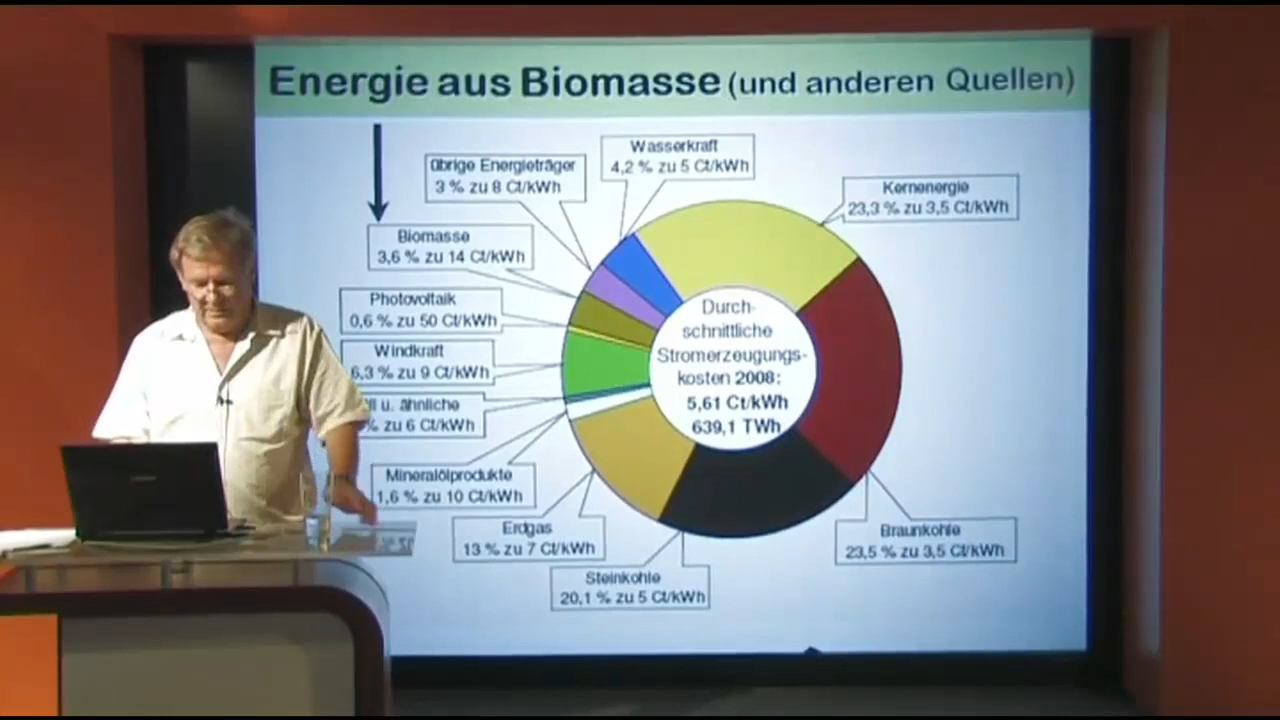 Energie aus Biomasse (und anderen Quellen)
Wasserkraft
4,2 % zu 5 Ct/kWh
übrige Energieträger
3 % zu 8 Ct/kWh
Kernenergie
23,3 % zu 3,5 Ct/kWh
Biomasse
3,6 % zu 14 Ct/kWh
Photovoltaik
0,6 % zu 50 Ct/kWh
Windkraft
6,3 % zu 9 Ct/kWh
u. ähnliche
% zu 6 Ct/kWh
Mineralölprodukte
1,6 % zu 10 Ct/kWh
Erdgas
13 % zu 7 Ct/kWh
Steinkohle
20,1 % zu 5 Ct/kWh
Braunkohle
23,5 % zu 3,5 Ct/kWh
Durch-
schnittliche
Stromerzeugungs-
kosten 2008:
5,61 Ct/kWh
639,1 TWh